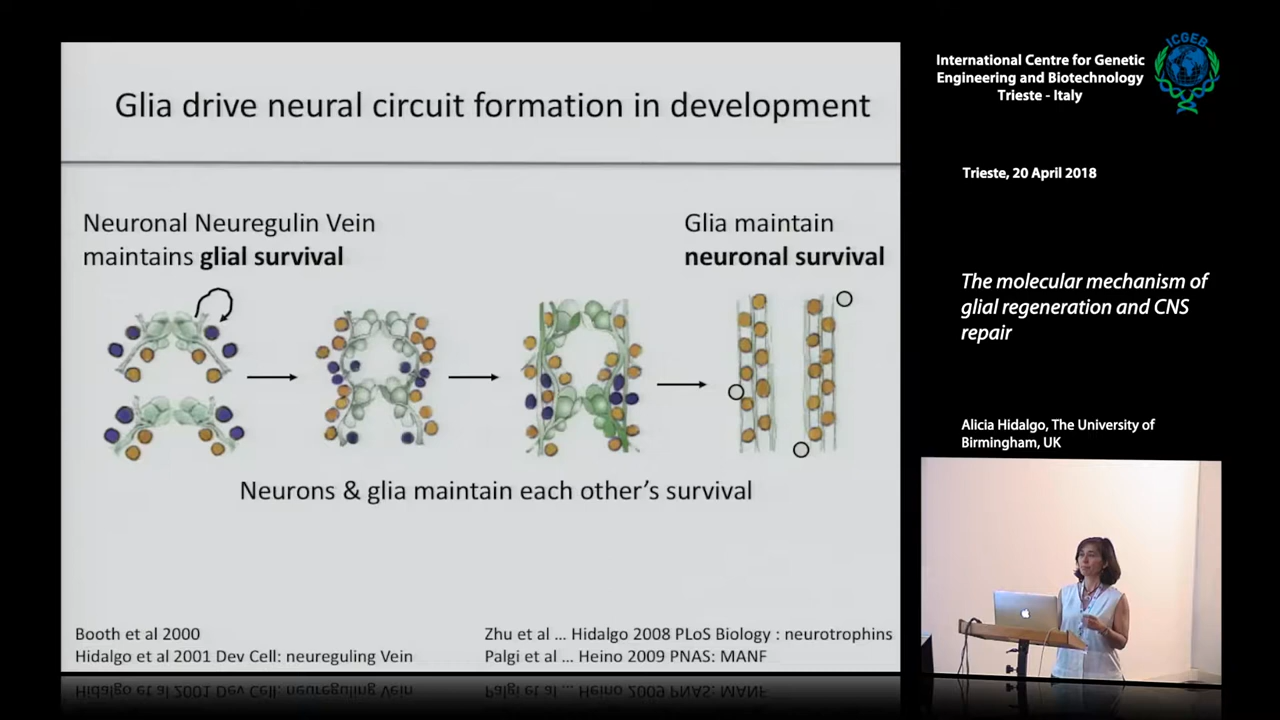 Glia drive neural circuit formation in development
Neuronal Neuregulin Vein
maintains glial survival
Glia maintain
neuronal survival
Neurons & glia maintain each other's survival
Booth et al 2000
Hidalgo et al 2001 Dev Cell: neureguling Vein
Zhu et al ... Hidalgo 2008 PLoS Biology : neurotrophins
Palgi et al ... Heino 2009 PNAS: MANF
International Centre for Genetic
Engineering and Biotechnology
Trieste - Italy
ICGEB
Trieste, 20 April 2018
The molecular mechanism of
glial regeneration and CNS
repair
Alicia Hidalgo, The University of
Birmingham, UK